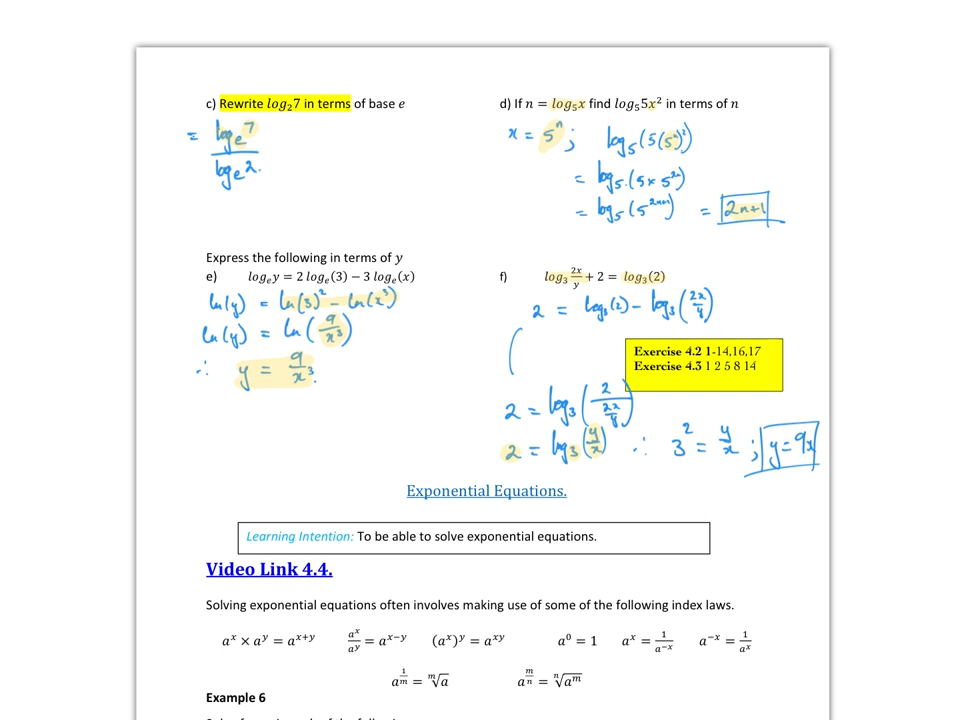 c) Rewrite log₂7 in terms of base e
= logₑ7 / logₑ2.
d) If n = log₅x find log₅5x² in terms of n
x = 5ⁿ ; log₅(5(5ⁿ)²)
= log₅(5 × 5²ⁿ)
= log₅(5²ⁿ⁺¹) = 2n+1
Express the following in terms of y
e) logₑy = 2 logₑ(3) − 3 logₑ(x)
ln(y) = ln(3)² − ln(x³)
ln(y) = ln(9/x³)
∴ y = 9/x³.
f) log₃ 2x/y + 2 = log₃(2)
2 = log₃(2) − log₃(2x/y)
(
Exercise 4.2 1-14,16,17
Exercise 4.3 1 2 5 8 14
2 = log₃(2/(2x/y))
2 = log₃(y/x) ∴ 3² = y/x ; y=9x
Exponential Equations.
Learning Intention: To be able to solve exponential equations.
Video Link 4.4.
Solving exponential equations often involves making use of some of the following index laws.
aˣ × aʸ = aˣ⁺ʸ aˣ/aʸ = aˣ⁻ʸ (aˣ)ʸ = aˣʸ a⁰ = 1 aˣ = 1/a⁻ˣ a⁻ˣ = 1/aˣ
a^(1/m) = ᵐ√a a^(m/n) = ⁿ√aᵐ
Example 6